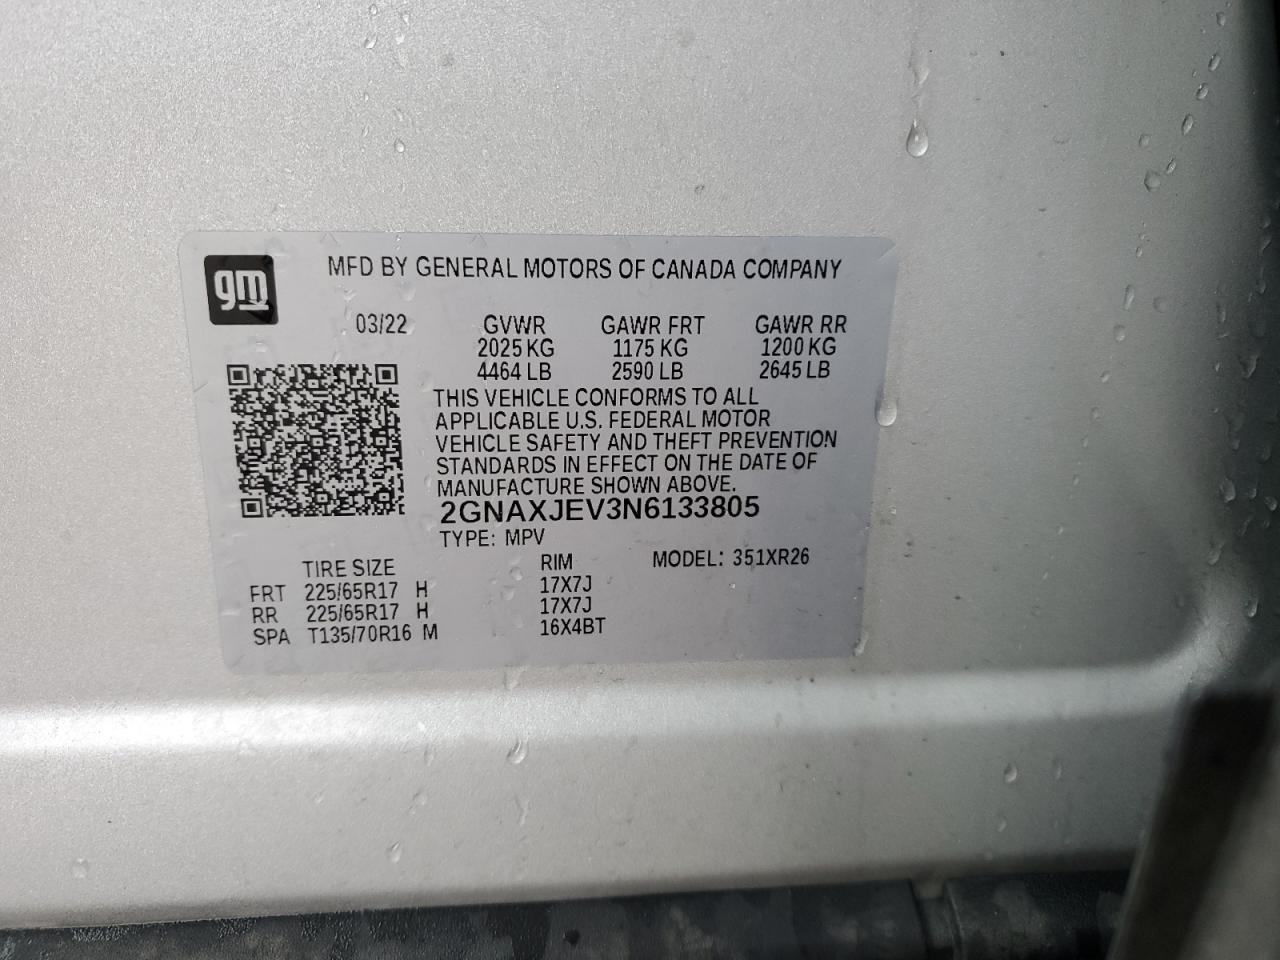 gm
MFD BY GENERAL MOTORS OF CANADA COMPANY
03/22 GVWR GAWR FRT GAWR RR
2025 KG 1175 KG 1200 KG
4464 LB 2590 LB 2645 LB
THIS VEHICLE CONFORMS TO ALL
APPLICABLE U.S. FEDERAL MOTOR
VEHICLE SAFETY AND THEFT PREVENTION
STANDARDS IN EFFECT ON THE DATE OF
MANUFACTURE SHOWN ABOVE.
2GNAXJEV3N6133805
TYPE: MPV
TIRE SIZE RIM MODEL: 351XR26
FRT 225/65R17 H 17X7J
RR 225/65R17 H 17X7J
SPA T135/70R16 M 16X4BT